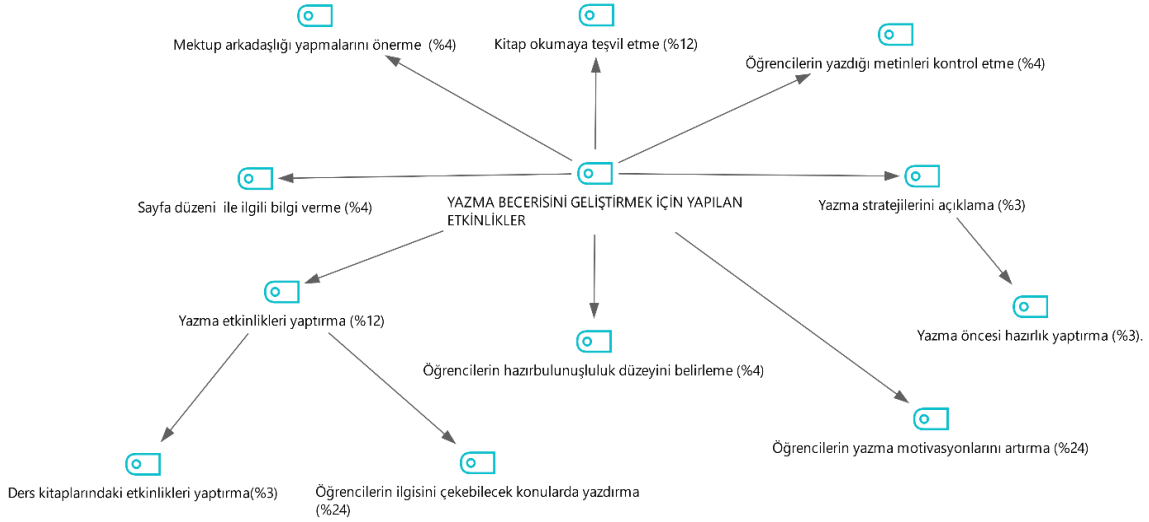 Mektup arkadaşlığı yapmalarını önerme (%4)
Kitap okumaya teşvil etme (%12)
Öğrencilerin yazdığı metinleri kontrol etme (%4)
Sayfa düzeni ile ilgili bilgi verme (%4)
YAZMA BECERİSİNİ GELİŞTİRMEK İÇİN YAPILAN
ETKİNLİKLER
Yazma stratejilerini açıklama (%3)
Yazma etkinlikleri yaptırma (%12)
Yazma öncesi hazırlık yaptırma (%3).
Öğrencilerin hazırbulunuşluluk düzeyini belirleme (%4)
Öğrencilerin yazma motivasyonlarını artırma (%24)
Ders kitaplarındaki etkinlikleri yaptırma(%3)
Öğrencilerin ilgisini çekebilecek konularda yazdırma
(%24)